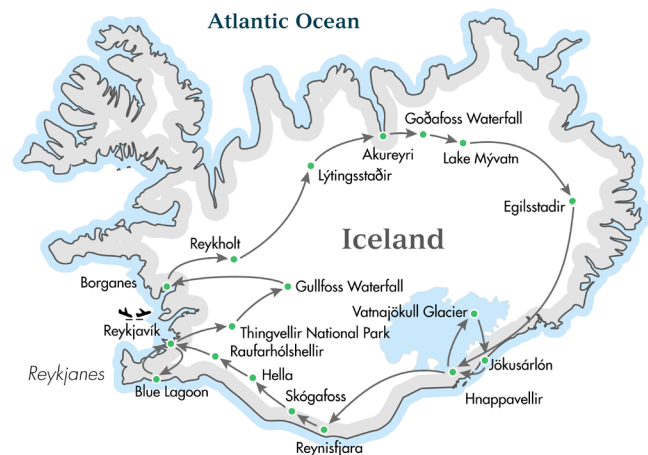 Atlantic Ocean
Goðafoss Waterfall
Akureyri
Lake Mývatn
Lýtingsstaðir
Egilsstadir
Reykholt
Iceland
Borganes
Gullfoss Waterfall
Vatnajökull Glacier
Reykjavík
Thingvellir National Park
Raufarhólshellir
Jökusárlón
Reykjanes
Hella
Blue Lagoon
Hnappavellir
Skógafoss
Reynisfjara